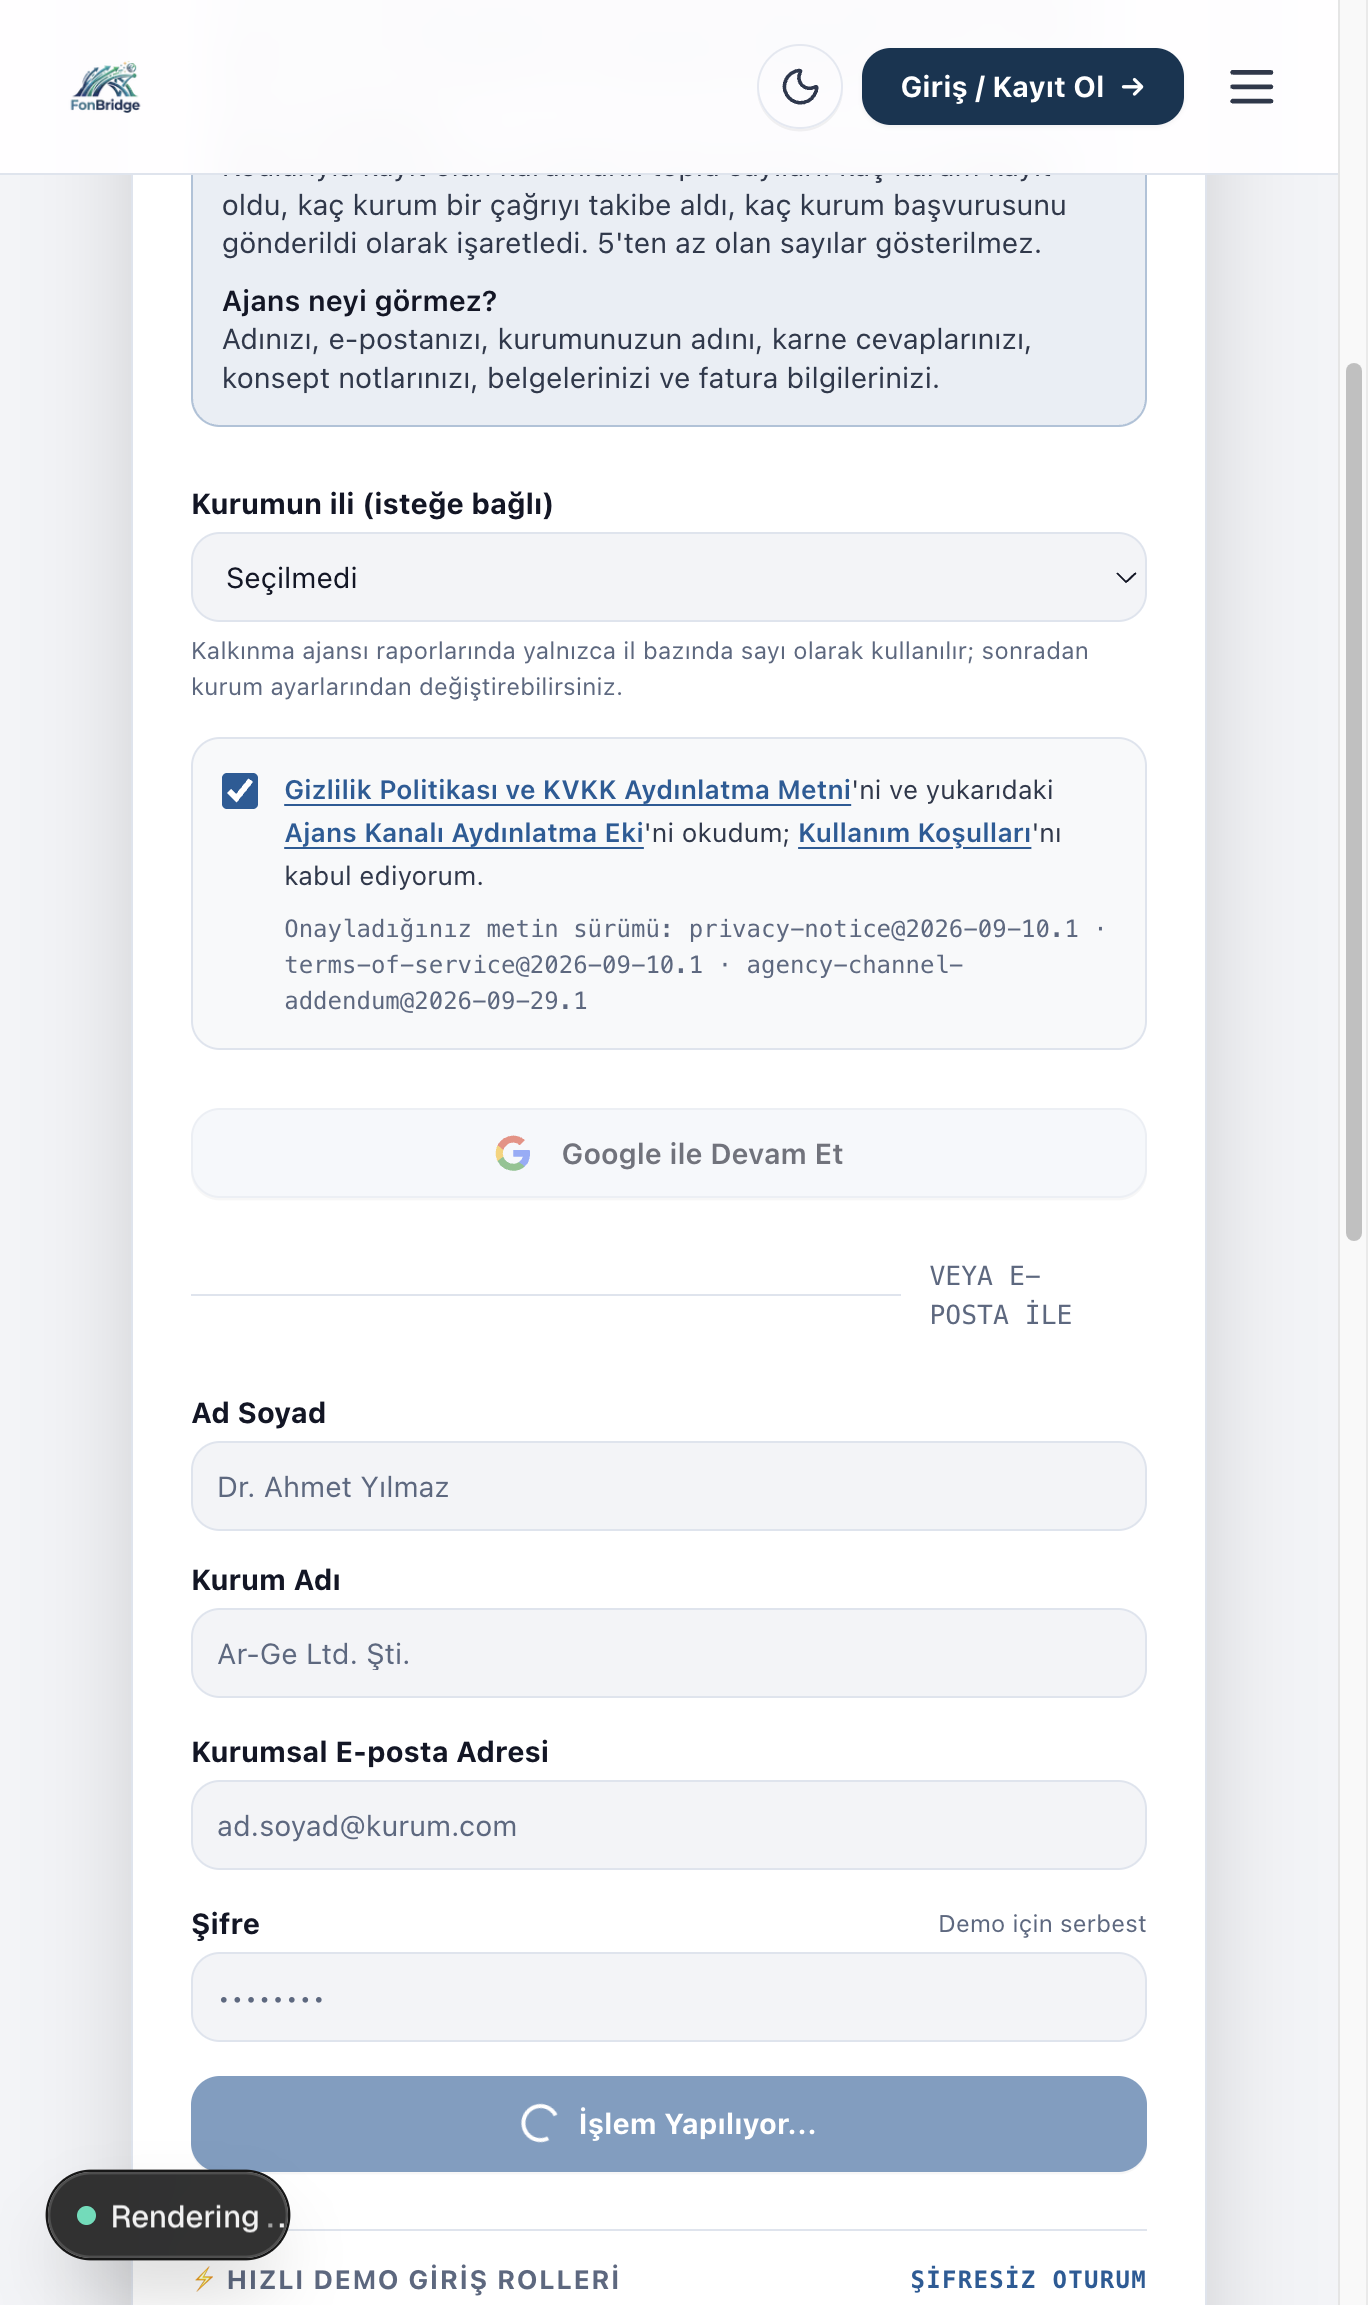 FonBridge
Giriş / Kayıt Ol →
oldu, kaç kurum bir çağrıyı takibe aldı, kaç kurum başvurusunu
gönderildi olarak işaretledi. 5'ten az olan sayılar gösterilmez.
Ajans neyi görmez?
Adınızı, e-postanızı, kurumunuzun adını, karne cevaplarınızı,
konsept notlarınızı, belgelerinizi ve fatura bilgilerinizi.
Kurumun ili (isteğe bağlı)
Seçilmedi
Kalkınma ajansı raporlarında yalnızca il bazında sayı olarak kullanılır; sonradan
kurum ayarlarından değiştirebilirsiniz.
Gizlilik Politikası ve KVKK Aydınlatma Metni'ni ve yukarıdaki
Ajans Kanalı Aydınlatma Eki'ni okudum; Kullanım Koşulları'nı
kabul ediyorum.
Onayladığınız metin sürümü: privacy-notice@2026-09-10.1 ·
terms-of-service@2026-09-10.1 · agency-channel-
addendum@2026-09-29.1
Google ile Devam Et
VEYA E-
POSTA İLE
Ad Soyad
Dr. Ahmet Yılmaz
Kurum Adı
Ar-Ge Ltd. Şti.
Kurumsal E-posta Adresi
ad.soyad@kurum.com
Şifre
Demo için serbest
••••••••
İşlem Yapılıyor...
Rendering ..
⚡ HIZLI DEMO GİRİŞ ROLLERİ
ŞİFRESİZ OTURUM